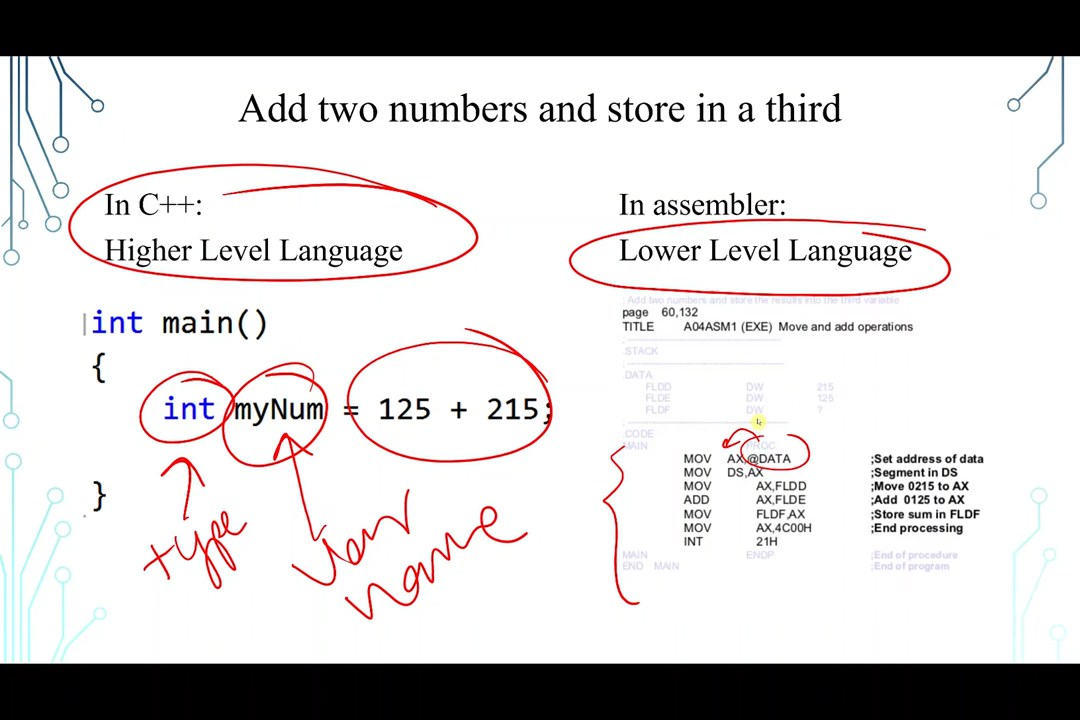 Add two numbers and store in a third
In C++:
Higher Level Language
int main()
{
int myNum = 125 + 215;
}
type
var
name
In assembler:
Lower Level Language
; Add two numbers and store the results into the third variable
page 60,132
TITLE A04ASM1 (EXE) Move and add operations
; ---------------------------------------------
.STACK
; ---------------------------------------------
.DATA
FLDD DW 215
FLDE DW 125
FLDF DW ?
; ---------------------------------------------
.CODE
MAIN PROC
MOV AX,@DATA ;Set address of data
MOV DS,AX ;Segment in DS
MOV AX,FLDD ;Move 0215 to AX
ADD AX,FLDE ;Add 0125 to AX
MOV FLDF,AX ;Store sum in FLDF
MOV AX,4C00H ;End processing
INT 21H
MAIN ENDP ;End of procedure
END MAIN ;End of program